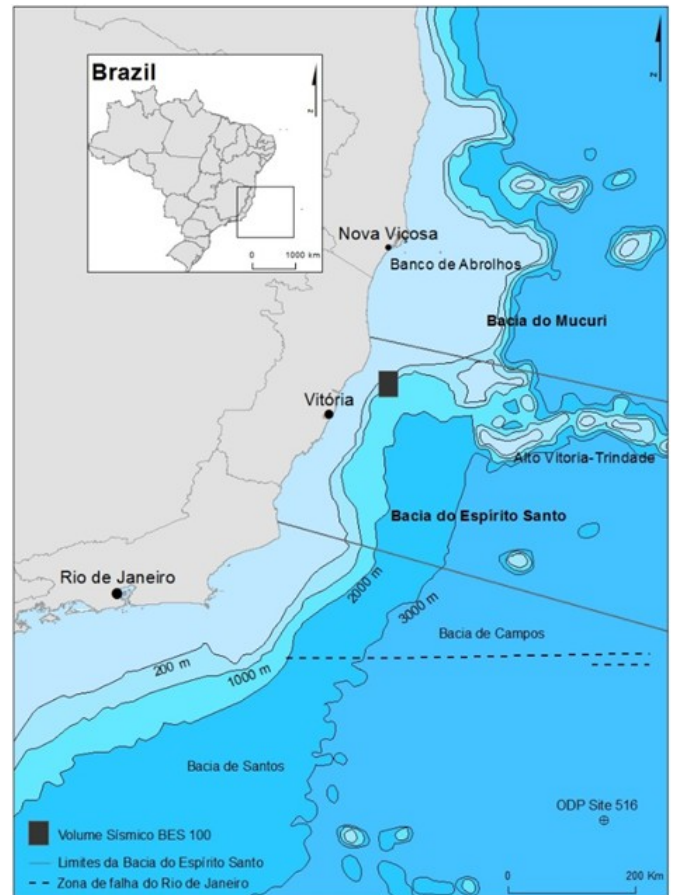 Brazil
N
0 1000 km
N
Nova Viçosa
Banco de Abrolhos
Bacia do Mucuri
Vitória
Alto Vitoria-Trindade
Bacia do Espírito Santo
Rio de Janeiro
2000 m
3000 m
Bacia de Campos
200 m
1000 m
Bacia de Santos
ODP Site 516
Volume Sísmico BES 100
Limites da Bacia do Espírito Santo
Zona de falha do Rio de Janeiro
0 200 Km